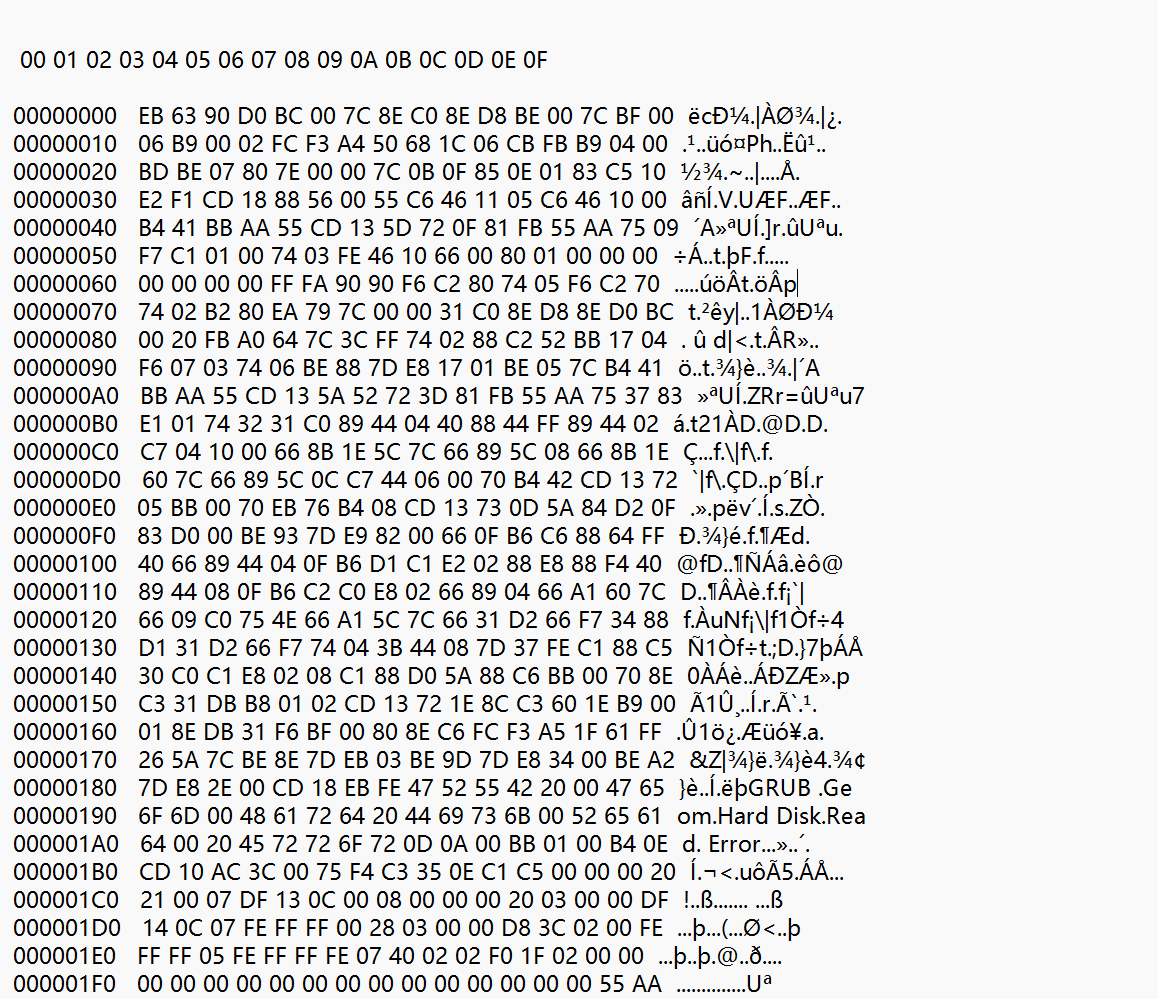 00 01 02 03 04 05 06 07 08 09 0A 0B 0C 0D 0E 0F
00000000 EB 63 90 D0 BC 00 7C 8E C0 8E D8 BE 00 7C BF 00 ëcÐ¼.|ÀØ¾.|¿.
00000010 06 B9 00 02 FC F3 A4 50 68 1C 06 CB FB B9 04 00 .¹..üó¤Ph..Ëû¹..
00000020 BD BE 07 80 7E 00 00 7C 0B 0F 85 0E 01 83 C5 10 ½¾.~..|....Å.
00000030 E2 F1 CD 18 88 56 00 55 C6 46 11 05 C6 46 10 00 âñÍ.V.UÆF..ÆF..
00000040 B4 41 BB AA 55 CD 13 5D 72 0F 81 FB 55 AA 75 09 ´A»ªUÍ.]r.ûUªu.
00000050 F7 C1 01 00 74 03 FE 46 10 66 00 80 01 00 00 00 ÷Á..t.þF.f.....
00000060 00 00 00 00 FF FA 90 90 F6 C2 80 74 05 F6 C2 70 .....úöÂt.öÂp
00000070 74 02 B2 80 EA 79 7C 00 00 31 C0 8E D8 8E D0 BC t.²êy|..1ÀØÐ¼
00000080 00 20 FB A0 64 7C 3C FF 74 02 88 C2 52 BB 17 04 . û d|<.t.ÂR»..
00000090 F6 07 03 74 06 BE 88 7D E8 17 01 BE 05 7C B4 41 ö..t.¾}è..¾.|´A
000000A0 BB AA 55 CD 13 5A 52 72 3D 81 FB 55 AA 75 37 83 »ªUÍ.ZRr=ûUªu7
000000B0 E1 01 74 32 31 C0 89 44 04 40 88 44 FF 89 44 02 á.t21ÀD.@D.D.
000000C0 C7 04 10 00 66 8B 1E 5C 7C 66 89 5C 08 66 8B 1E Ç...f.\|f\.f.
000000D0 60 7C 66 89 5C 0C C7 44 06 00 70 B4 42 CD 13 72 `|f\.ÇD..p´BÍ.r
000000E0 05 BB 00 70 EB 76 B4 08 CD 13 73 0D 5A 84 D2 0F .».pëv´.Í.s.ZÒ.
000000F0 83 D0 00 BE 93 7D E9 82 00 66 0F B6 C6 88 64 FF Ð.¾}é.f.¶Æd.
00000100 40 66 89 44 04 0F B6 D1 C1 E2 02 88 E8 88 F4 40 @fD..¶ÑÁâ.èô@
00000110 89 44 08 0F B6 C2 C0 E8 02 66 89 04 66 A1 60 7C D..¶ÂÀè.f.f¡`|
00000120 66 09 C0 75 4E 66 A1 5C 7C 66 31 D2 66 F7 34 88 f.ÀuNf¡\|f1Òf÷4
00000130 D1 31 D2 66 F7 74 04 3B 44 08 7D 37 FE C1 88 C5 Ñ1Òf÷t.;D.}7þÁÅ
00000140 30 C0 C1 E8 02 08 C1 88 D0 5A 88 C6 BB 00 70 8E 0ÀÁè..ÁÐZÆ».p
00000150 C3 31 DB B8 01 02 CD 13 72 1E 8C C3 60 1E B9 00 Ã1Û¸..Í.r.Ã`.¹.
00000160 01 8E DB 31 F6 BF 00 80 8E C6 FC F3 A5 1F 61 FF .Û1ö¿.Æüó¥.a.
00000170 26 5A 7C BE 8E 7D EB 03 BE 9D 7D E8 34 00 BE A2 &Z|¾}ë.¾}è4.¾¢
00000180 7D E8 2E 00 CD 18 EB FE 47 52 55 42 20 00 47 65 }è..Í.ëþGRUB .Ge
00000190 6F 6D 00 48 61 72 64 20 44 69 73 6B 00 52 65 61 om.Hard Disk.Rea
000001A0 64 00 20 45 72 72 6F 72 0D 0A 00 BB 01 00 B4 0E d. Error...»..´.
000001B0 CD 10 AC 3C 00 75 F4 C3 35 0E C1 C5 00 00 00 20 Í.¬<.uôÃ5.ÁÅ...
000001C0 21 00 07 DF 13 0C 00 08 00 00 00 20 03 00 00 DF !..ß....... ...ß
000001D0 14 0C 07 FE FF FF 00 28 03 00 00 D8 3C 02 00 FE ...þ...(...Ø<..þ
000001E0 FF FF 05 FE FF FF FE 07 40 02 02 F0 1F 02 00 00 ...þ..þ.@..ð....
000001F0 00 00 00 00 00 00 00 00 00 00 00 00 00 00 55 AA ..............Uª